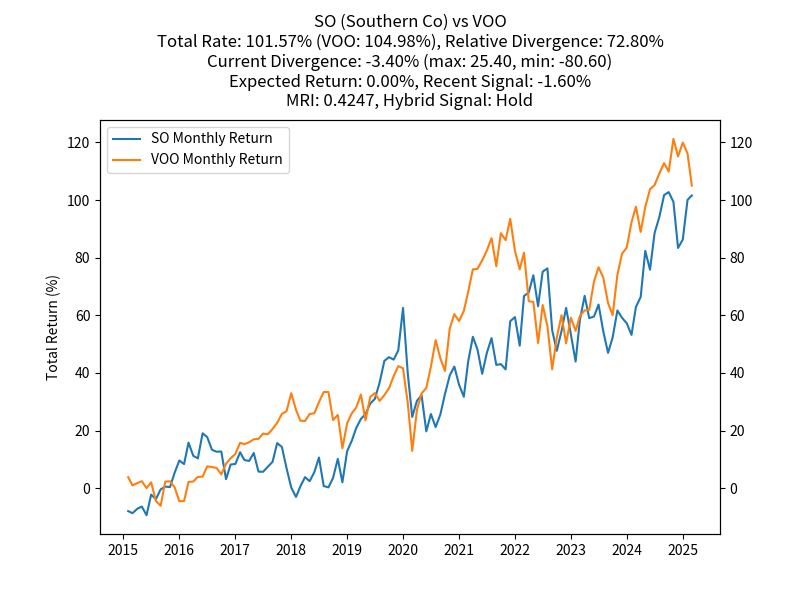 SO (Southern Co) vs VOO
Total Rate: 101.57% (VOO: 104.98%), Relative Divergence: 72.80%
Current Divergence: -3.40% (max: 25.40, min: -80.60)
Expected Return: 0.00%, Recent Signal: -1.60%
MRI: 0.4247, Hybrid Signal: Hold
SO Monthly Return
VOO Monthly Return
Total Return (%)
120 120
100 100
80 80
60 60
40 40
20 20
0 0
2015 2016 2017 2018 2019 2020 2021 2022 2023 2024 2025